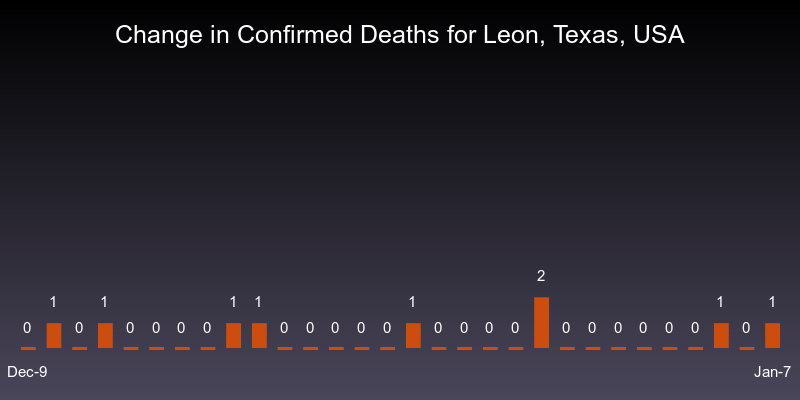 Change in Confirmed Deaths for Leon, Texas, USA
2
1 1 1 1 1 1 1
0 0 0 0 0 0 0 0 0 0 0 0 0 0 0 0 0 0 0 0 0 0
Dec-9 Jan-7